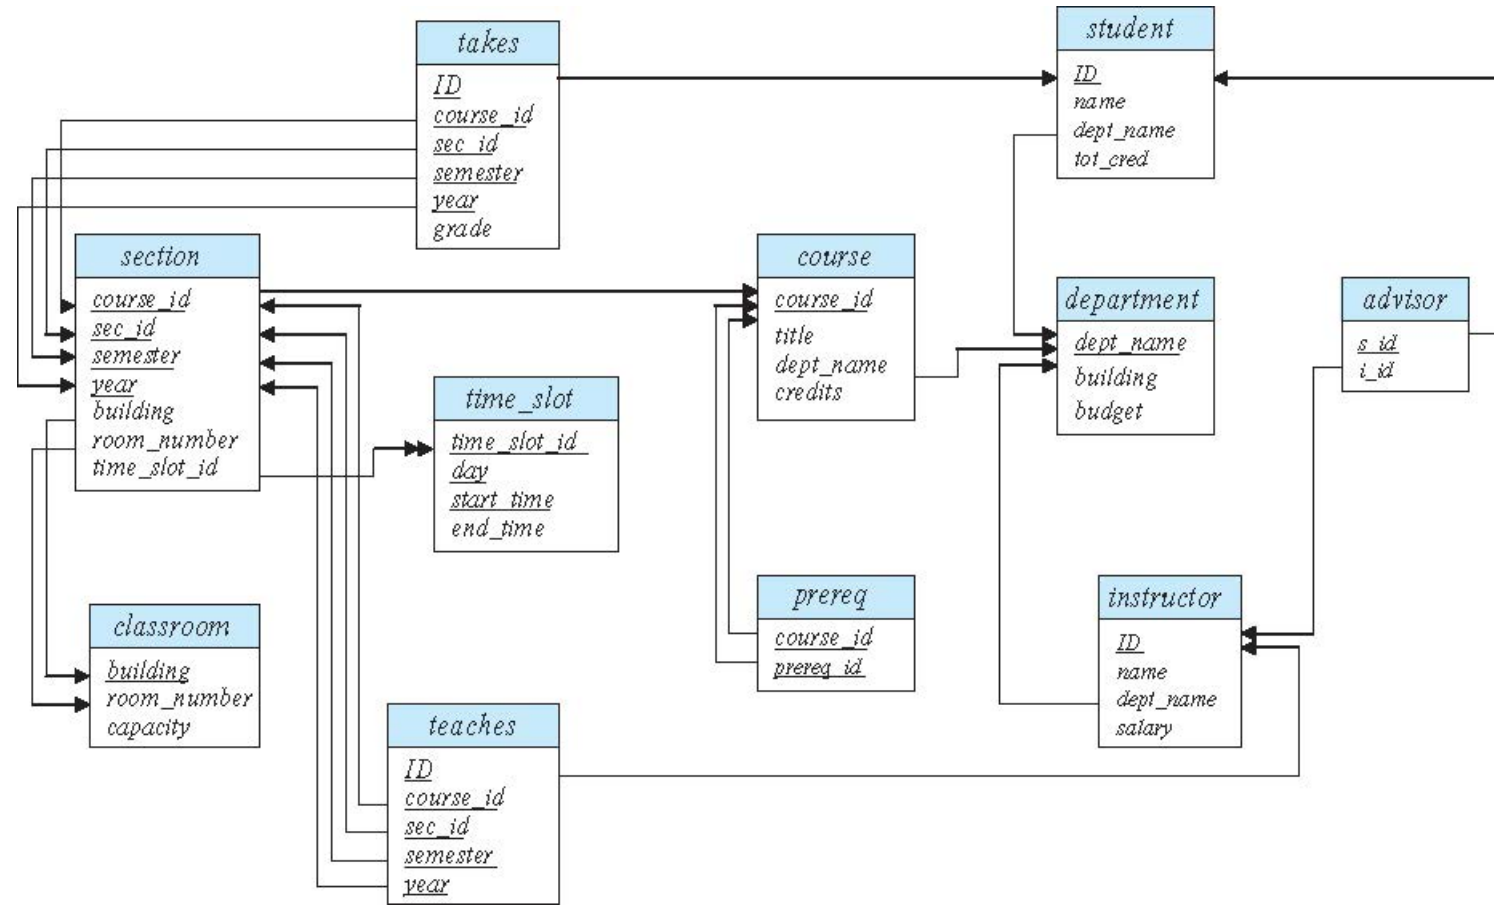 takes
ID
course_id
sec_id
semester
year
grade
student
ID
name
dept_name
tot_cred
section
course_id
sec_id
semester
year
building
room_number
time_slot_id
course
course_id
title
dept_name
credits
department
dept_name
building
budget
advisor
s_id
i_id
time_slot
time_slot_id
day
start_time
end_time
classroom
building
room_number
capacity
prereq
course_id
prereq_id
instructor
ID
name
dept_name
salary
teaches
ID
course_id
sec_id
semester
year